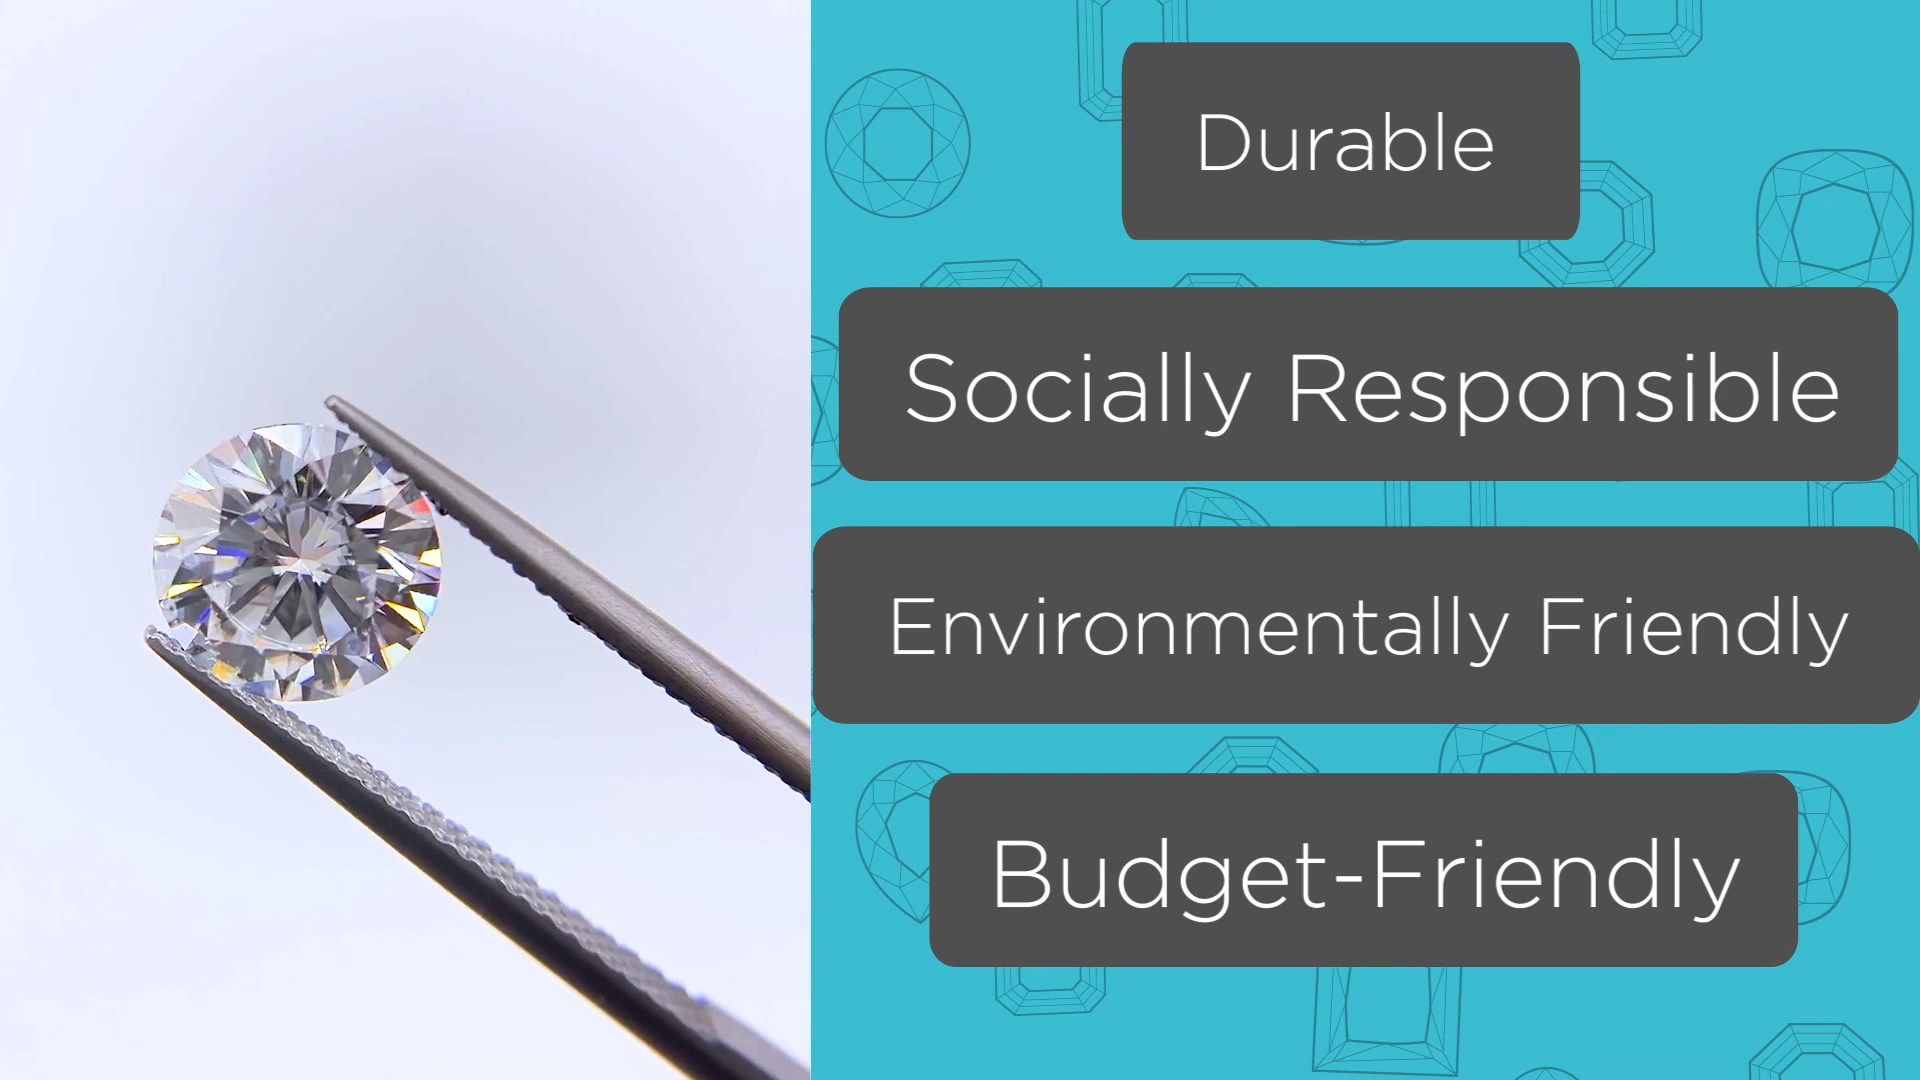 Durable
Socially Responsible
Environmentally Friendly
Budget-Friendly